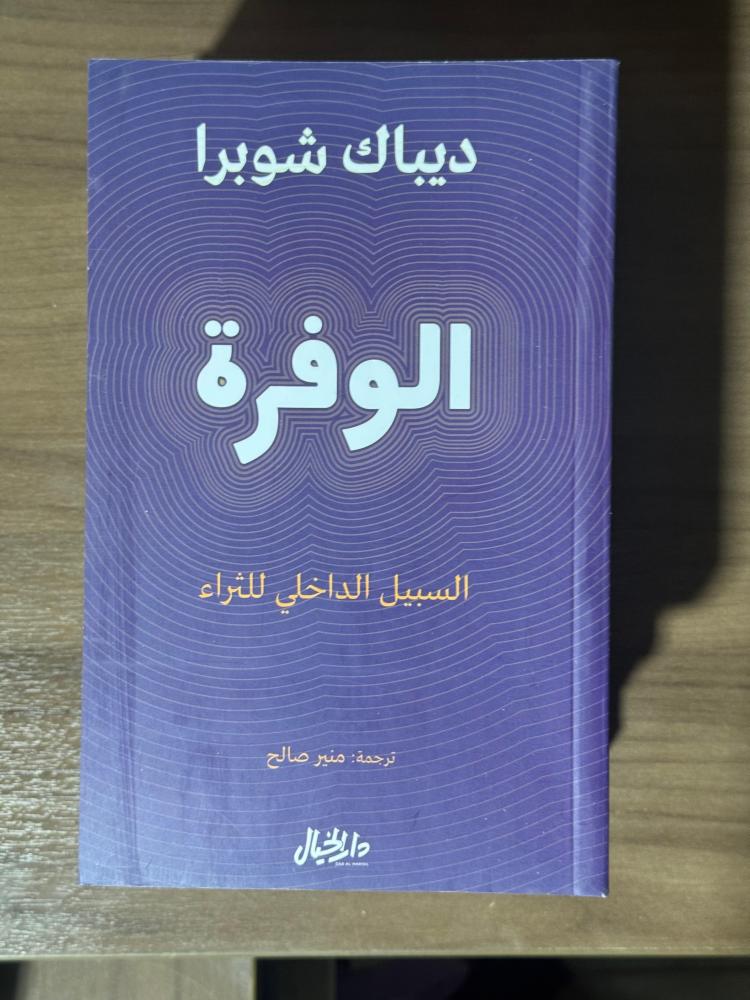 ديباك شوبرا
الوفرة
السبيل الداخلي للثراء
ترجمة: منير صالح
دار الخيال